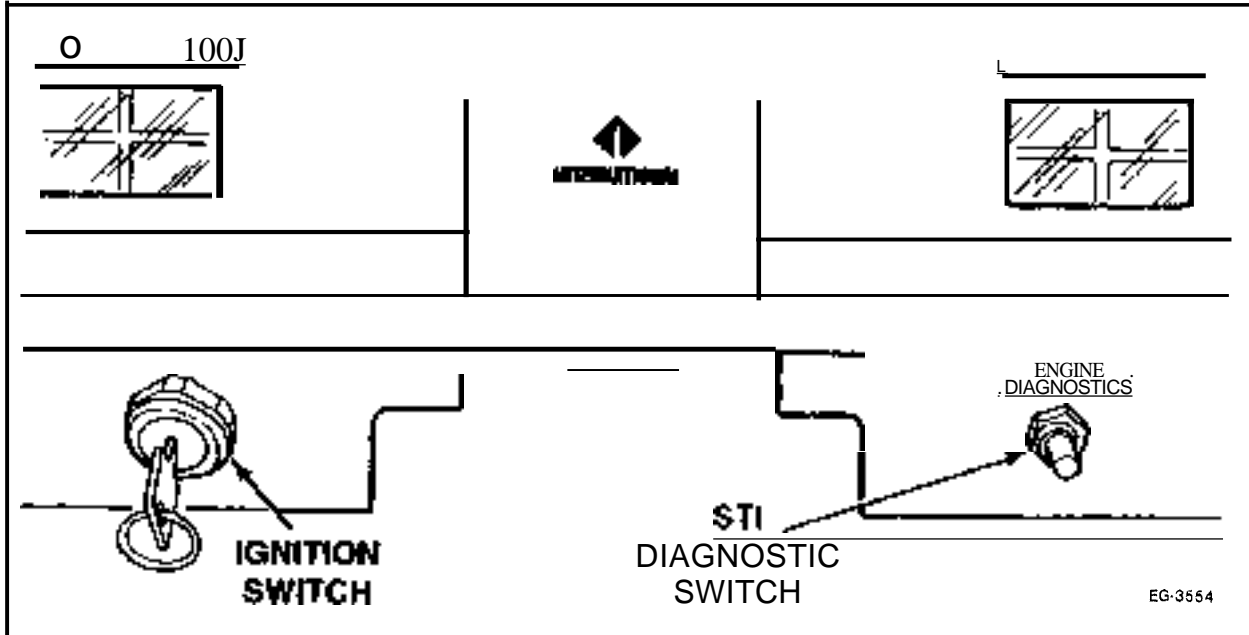 O 100J
L
ENGINE
DIAGNOSTICS
IGNITION
SWITCH
STI
DIAGNOSTIC
SWITCH
EG-3554